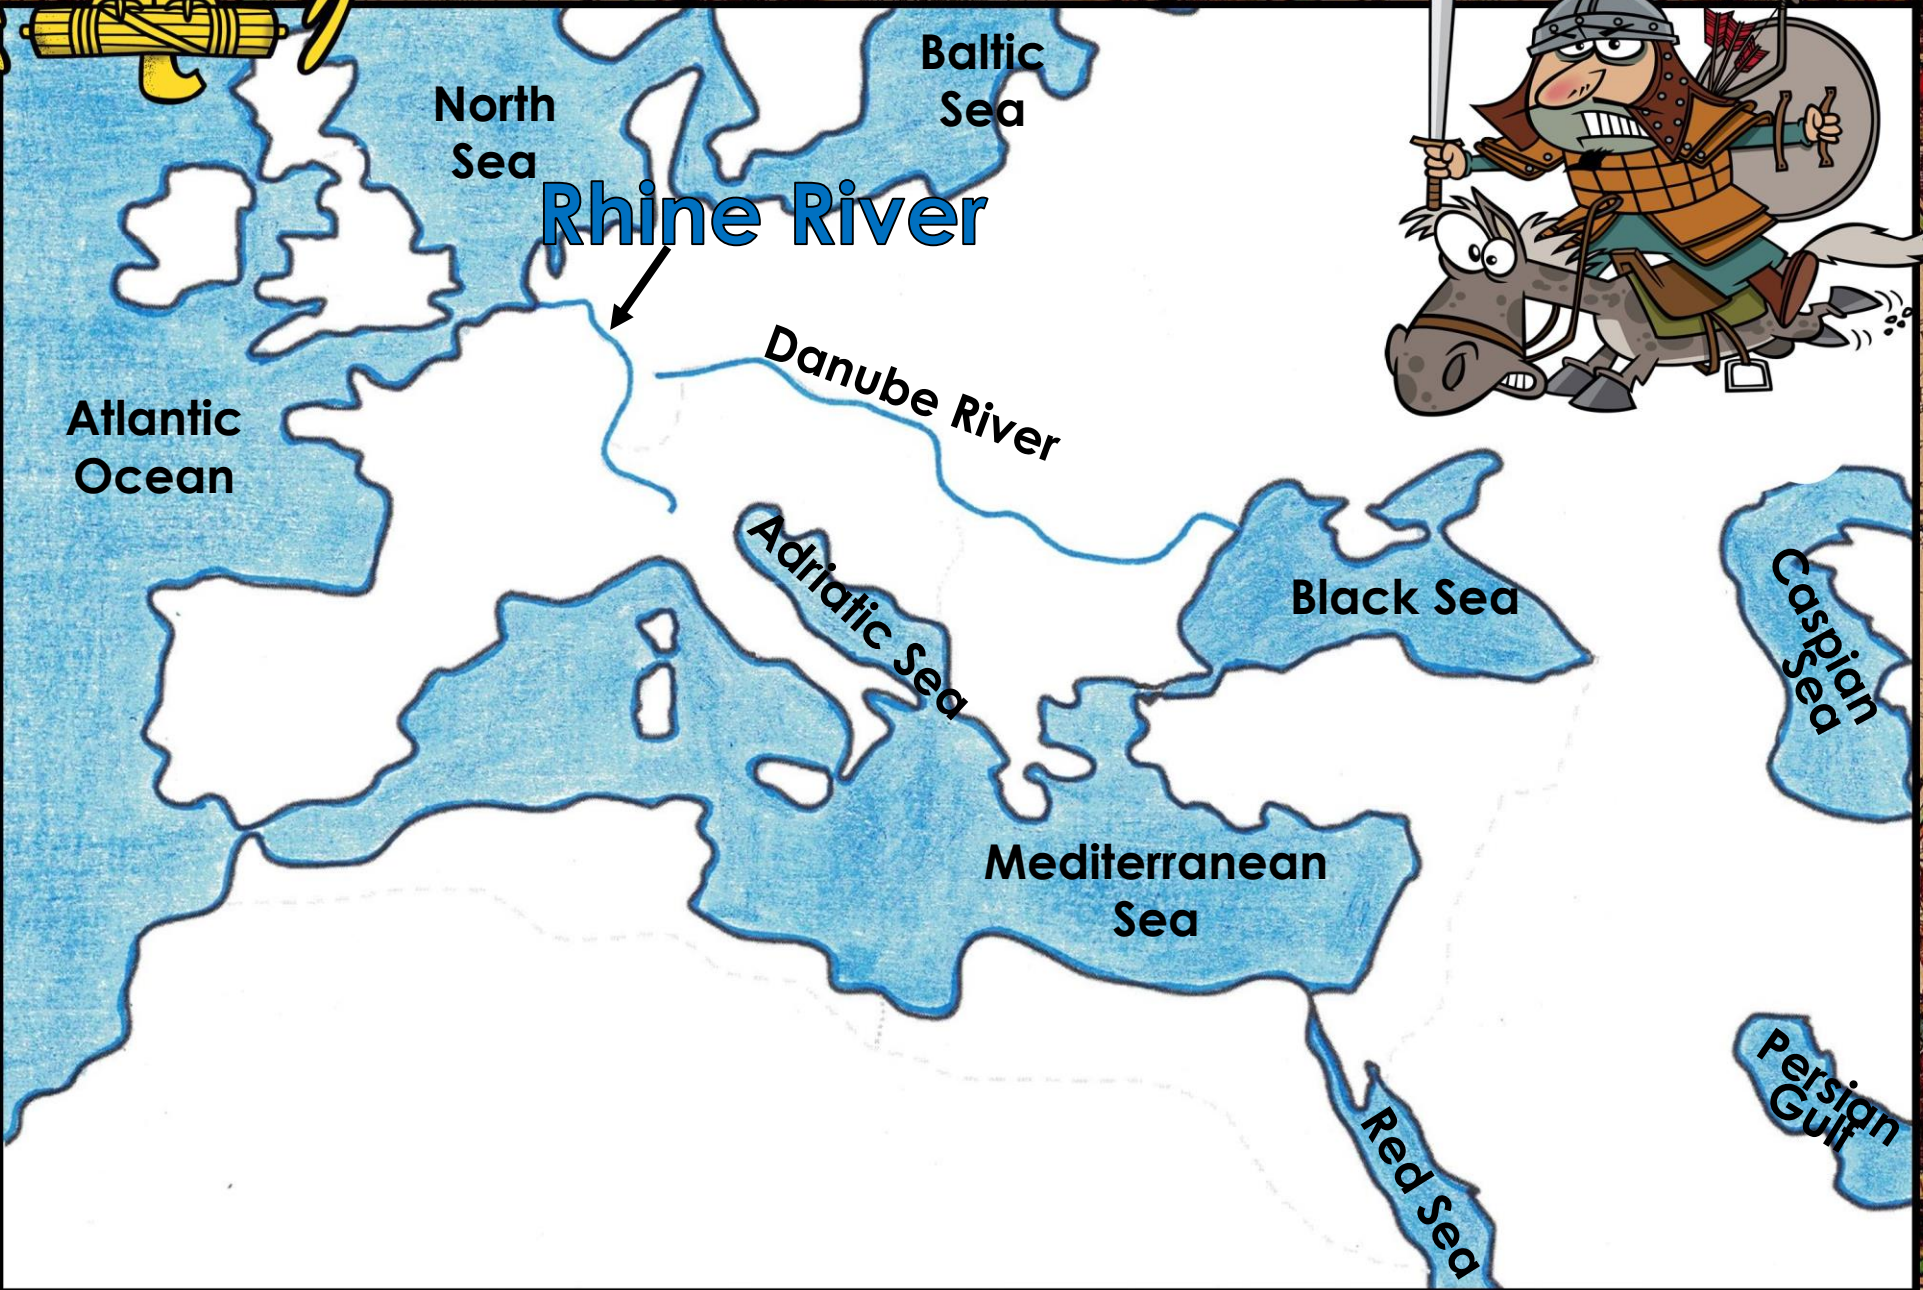 Baltic
Sea
North
Sea
Rhine River
Danube River
Atlantic
Ocean
Adriatic Sea
Black Sea
Caspian
Sea
Mediterranean
Sea
Persian
Gulf
Red Sea